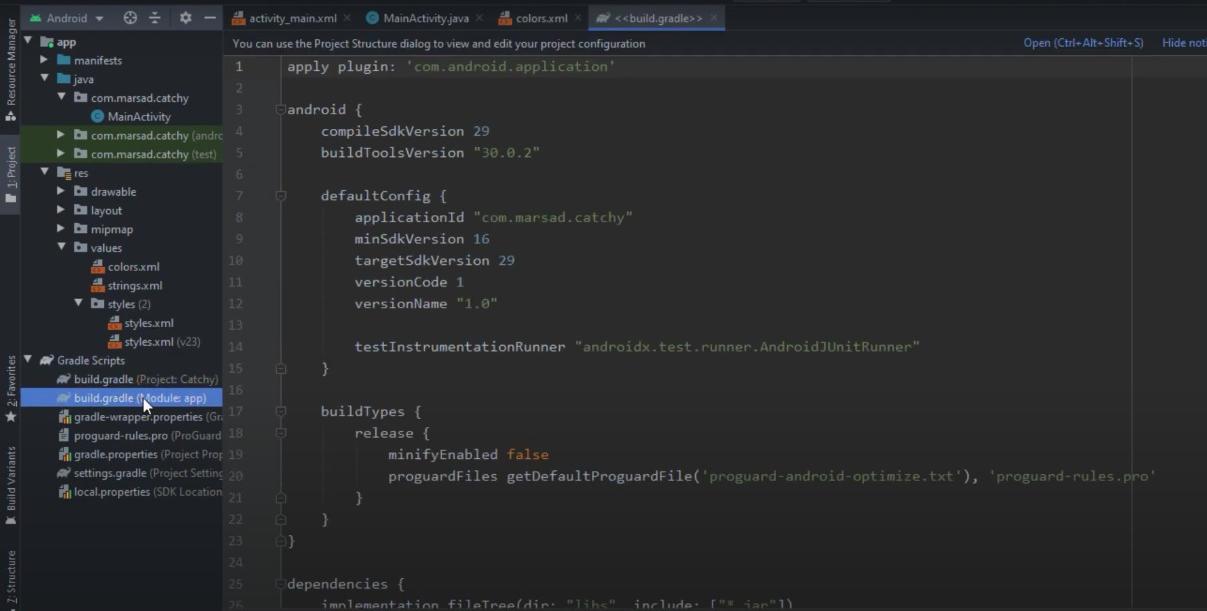 Android
activity_main.xml
MainActivity.java
colors.xml
<<build.gradle>>
You can use the Project Structure dialog to view and edit your project configuration
Open (Ctrl+Alt+Shift+S)
Hide noti
Resource Manager
1: Project
2: Favorites
Build Variants
Z: Structure
app
manifests
java
com.marsad.catchy
MainActivity
com.marsad.catchy (andro
com.marsad.catchy (test)
res
drawable
layout
mipmap
values
colors.xml
strings.xml
styles (2)
styles.xml
styles.xml (v23)
Gradle Scripts
build.gradle (Project: Catchy)
build.gradle (Module: app)
gradle-wrapper.properties (Gra
proguard-rules.pro (ProGuard
gradle.properties (Project Prop
settings.gradle (Project Setting
local.properties (SDK Location
1 apply plugin: 'com.android.application'
2
3 android {
4 compileSdkVersion 29
5 buildToolsVersion "30.0.2"
6
7 defaultConfig {
8 applicationId "com.marsad.catchy"
9 minSdkVersion 16
10 targetSdkVersion 29
11 versionCode 1
12 versionName "1.0"
13
14 testInstrumentationRunner "androidx.test.runner.AndroidJUnitRunner"
15 }
16
17 buildTypes {
18 release {
19 minifyEnabled false
20 proguardFiles getDefaultProguardFile('proguard-android-optimize.txt'), 'proguard-rules.pro'
21 }
22 }
23 }
24
25 dependencies {
26 implementation fileTree(dir: "libs", include: ["*.jar"])